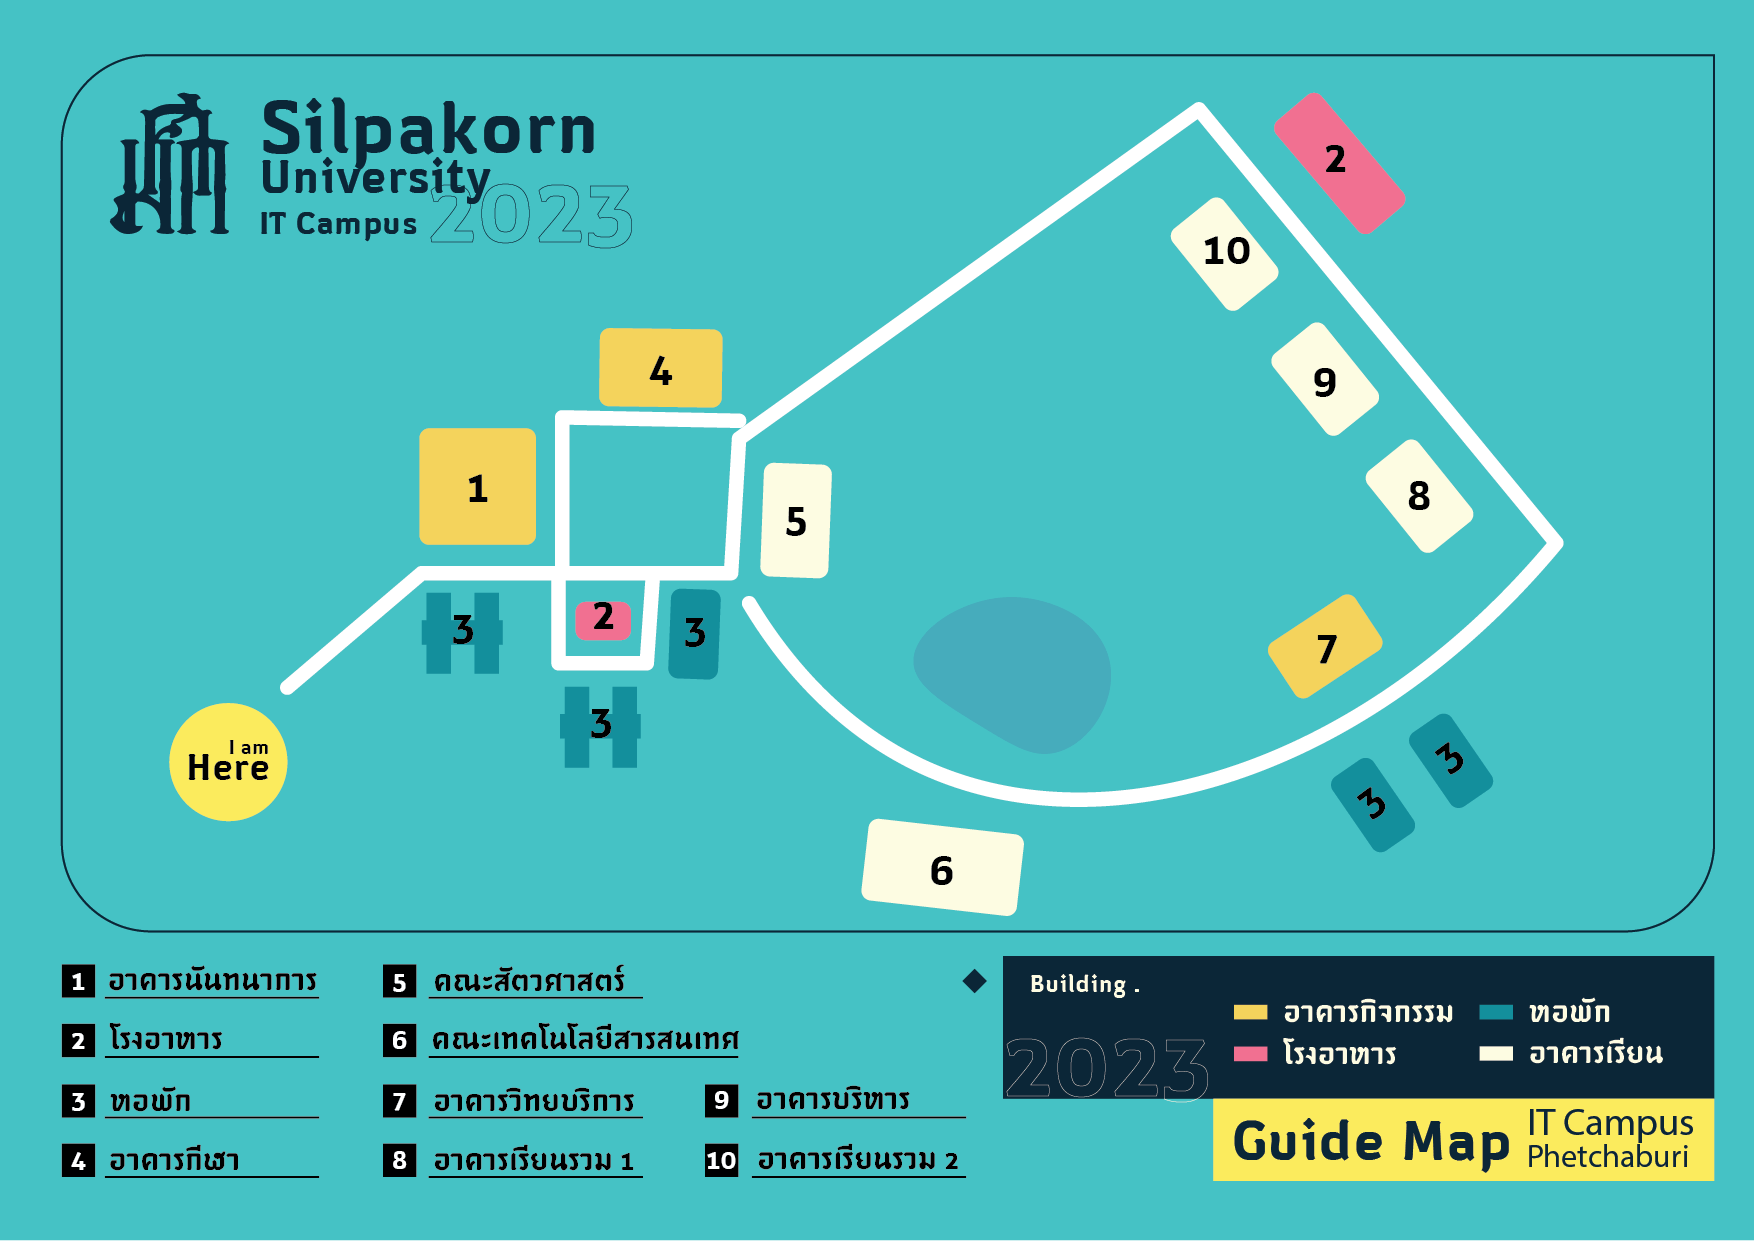 Silpakorn
University
IT Campus 2023
2
10
9
4
8
1
5
2
3
3
7
3
3
3
I am
Here
6
1 อาคารนันทนาการ
2 โรงอาหาร
3 หอพัก
4 อาคารกีฬา
5 คณะสัตวศาสตร์
6 คณะเทคโนโลยีสารสนเทศ
7 อาคารวิทยบริการ
8 อาคารเรียนรวม 1
9 อาคารบริหาร
10 อาคารเรียนรวม 2
Building .
2023
อาคารกิจกรรม
หอพัก
โรงอาหาร
อาคารเรียน
Guide Map
IT Campus
Phetchaburi